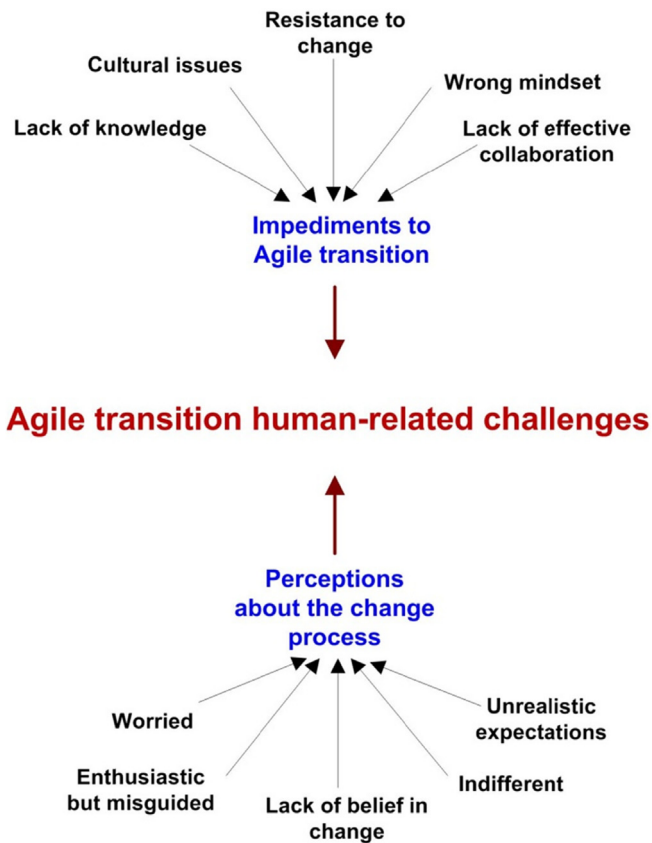 Resistance to
change
Cultural issues
Wrong mindset
Lack of knowledge
Lack of effective
collaboration
Impediments to
Agile transition
Agile transition human-related challenges
Perceptions
about the change
process
Worried
Unrealistic
expectations
Enthusiastic
but misguided
Indifferent
Lack of belief in
change